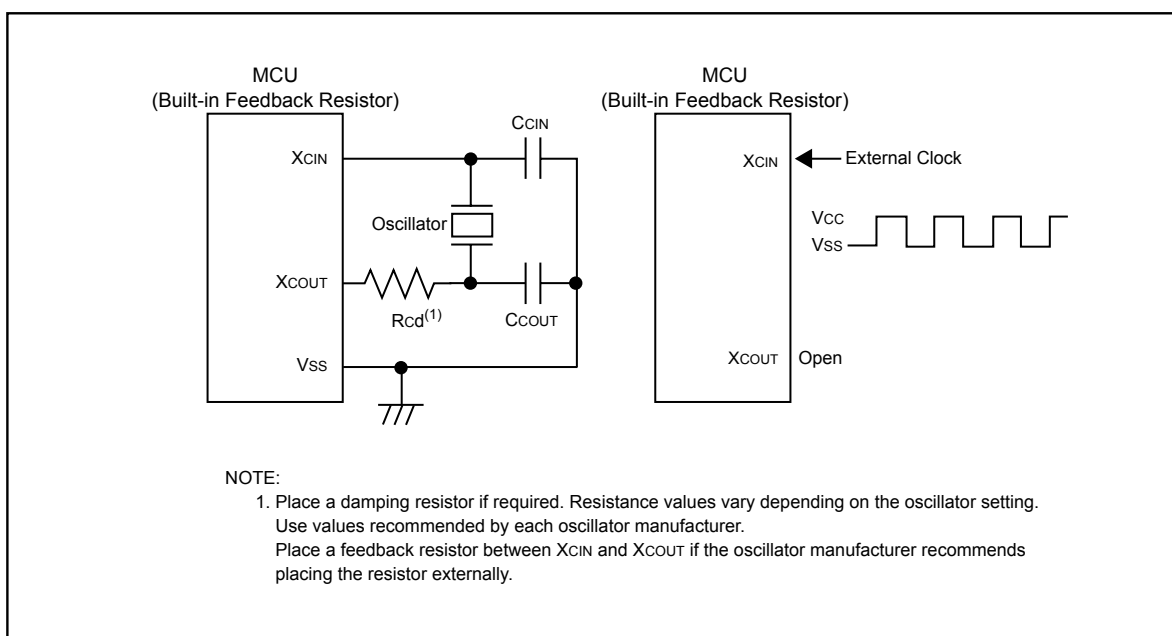 MCU
(Built-in Feedback Resistor)
XCIN
CCIN
Oscillator
XCOUT
Rcd(1)
CCOUT
VSS
MCU
(Built-in Feedback Resistor)
XCIN
External Clock
VCC
VSS
XCOUT
Open
NOTE:
1. Place a damping resistor if required. Resistance values vary depending on the oscillator setting.
Use values recommended by each oscillator manufacturer.
Place a feedback resistor between XCIN and XCOUT if the oscillator manufacturer recommends
placing the resistor externally.